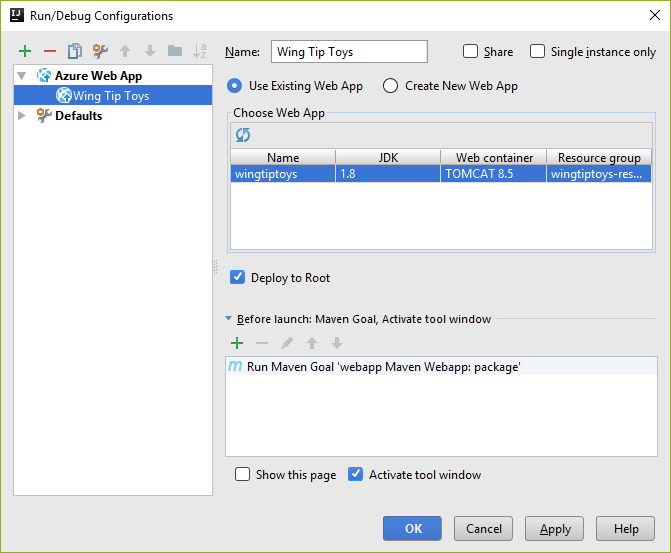 Run/Debug Configurations
Name: Wing Tip Toys Share Single instance only
Azure Web App
Wing Tip Toys
Defaults
Use Existing Web App Create New Web App
Choose Web App
Name JDK Web container Resource group
wingtiptoys 1.8 TOMCAT 8.5 wingtiptoys-res...
Deploy to Root
Before launch: Maven Goal, Activate tool window
Run Maven Goal 'webapp Maven Webapp: package'
Show this page Activate tool window
OK Cancel Apply Help